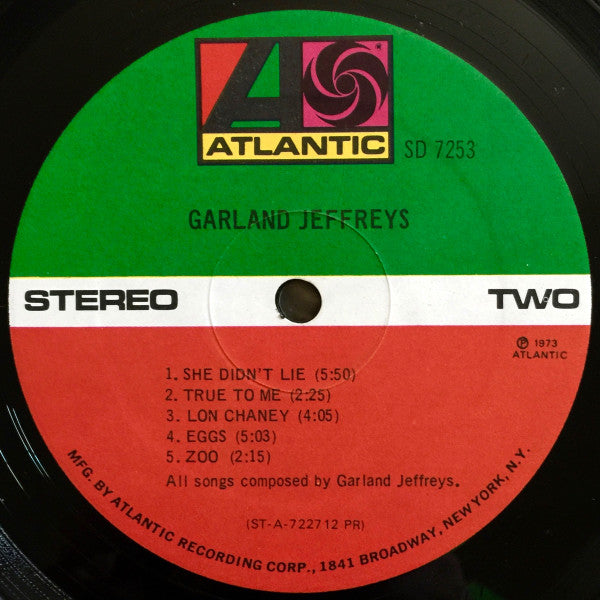 ATLANTIC
SD 7253
GARLAND JEFFREYS
STEREO
TWO
℗ 1973
ATLANTIC
1. SHE DIDN'T LIE (5:50)
2. TRUE TO ME (2:25)
3. LON CHANEY (4:05)
4. EGGS (5:03)
5. ZOO (2:15)
All songs composed by Garland Jeffreys.
(ST-A-722712 PR)
MFG. BY ATLANTIC RECORDING CORP., 1841 BROADWAY, NEW YORK, N.Y.